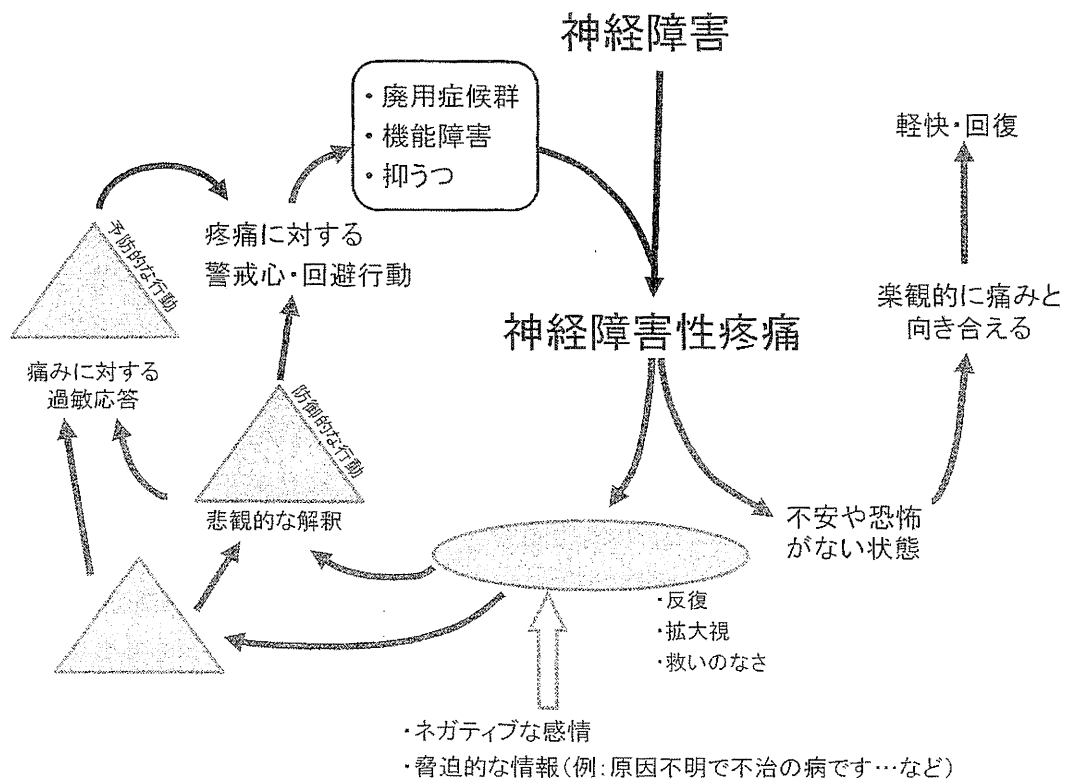 神経障害
・廃用症候群
・機能障害
・抑うつ
軽快・回復
予防的な行動
疼痛に対する
警戒心・回避行動
楽観的に痛みと
向き合える
神経障害性疼痛
痛みに対する
過敏応答
防御的な行動
悲観的な解釈
不安や恐怖
がない状態
・反復
・拡大視
・救いのなさ
・ネガティブな感情
・脅迫的な情報（例：原因不明で不治の病です…など）